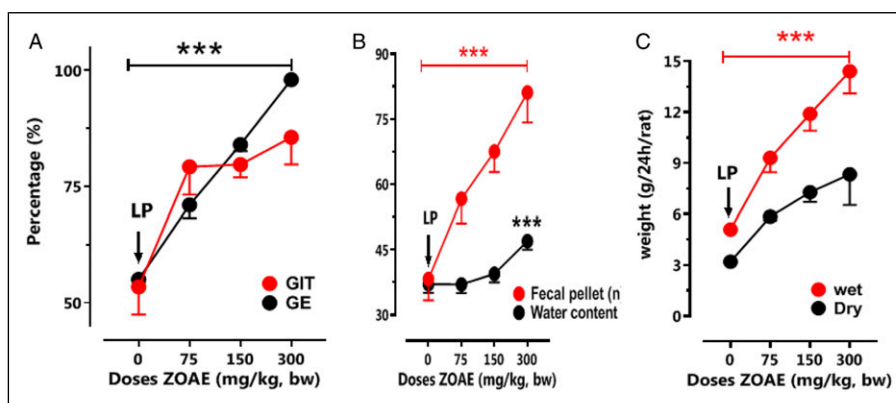 A
***
100
75
50
Percentage (%)
LP
GIT
GE
0 75 150 300
Doses ZOAE (mg/kg, bw)
B
***
90
75
60
45
30
LP
***
Fecal pellet (n
Water content
0 75 150 300
Doses ZOAE (mg/kg, bw)
C
***
15
12
9
6
3
0
weight (g/24h/rat)
LP
wet
Dry
0 75 150 300
Doses ZOAE (mg/kg, bw)